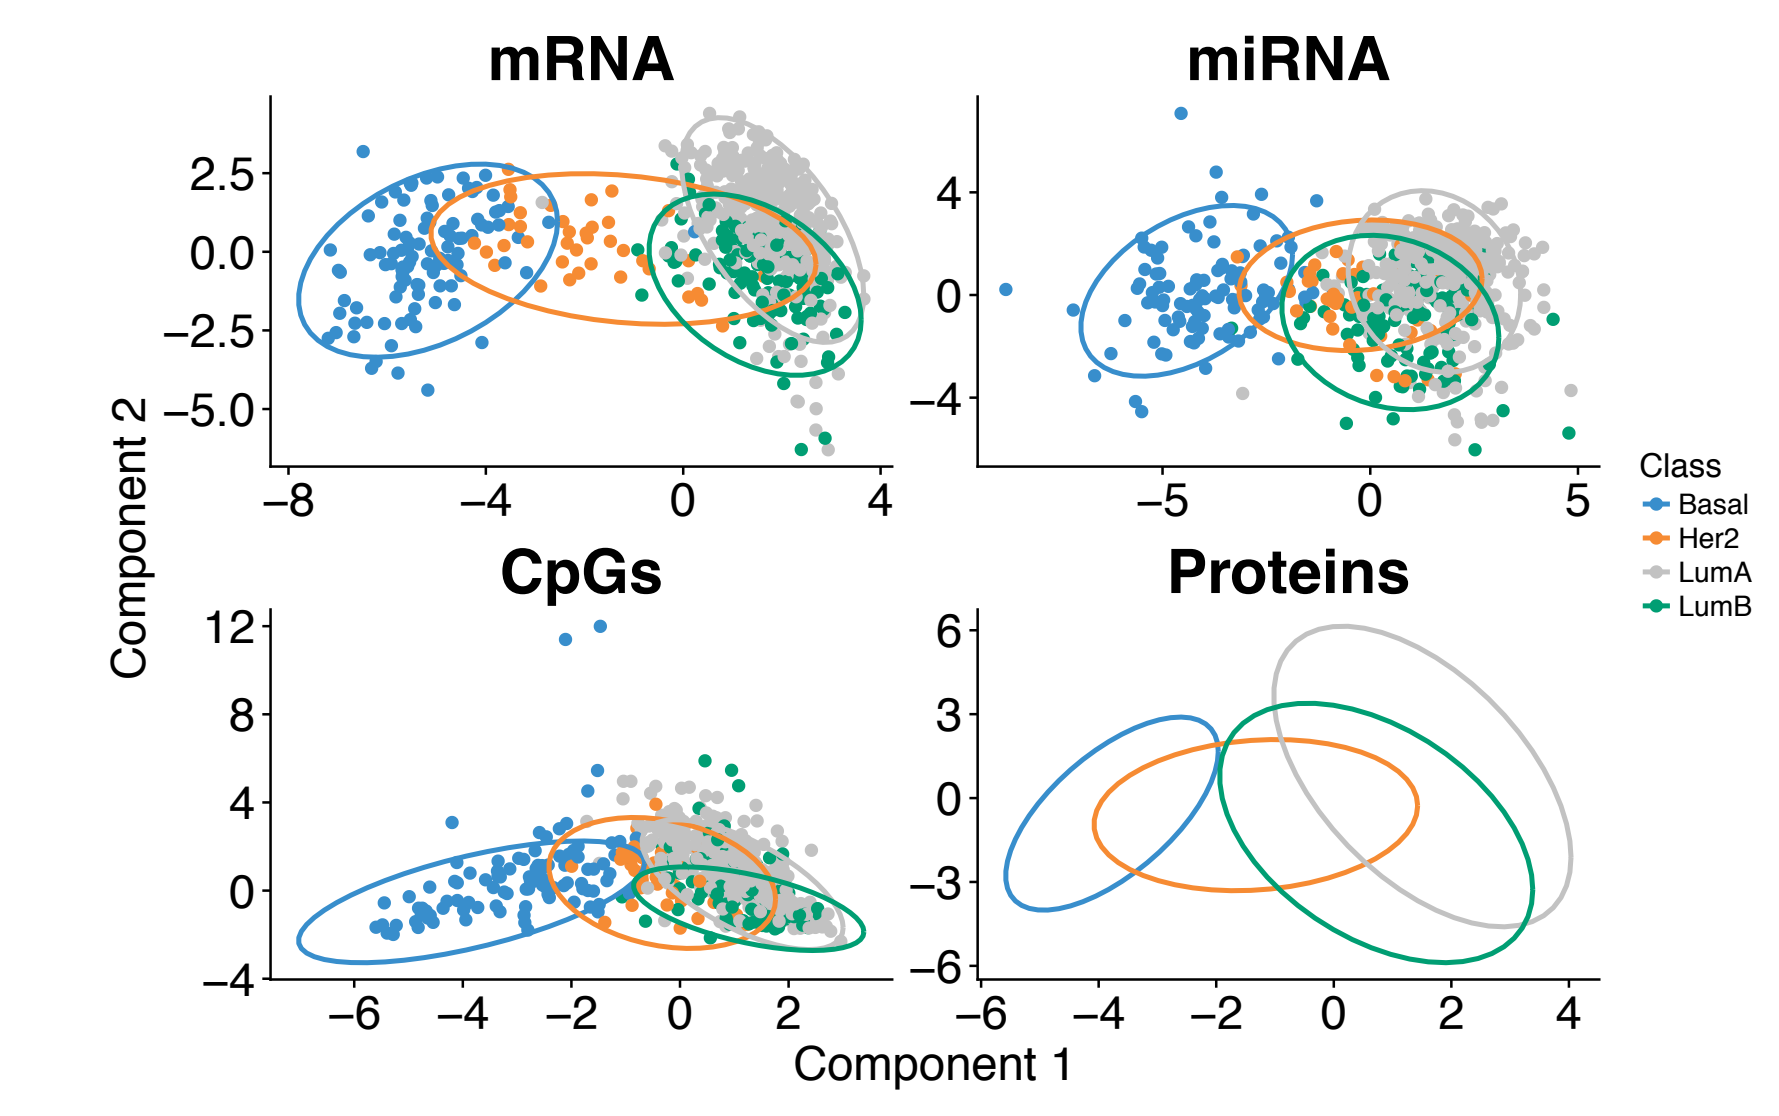 mRNA
miRNA
2.5
0.0
−2.5
−5.0
−8 −4 0 4
4
0
−4
−5 0 5
Component 2
Class
Basal
Her2
LumA
LumB
CpGs
Proteins
12
8
4
0
−4
−6 −4 −2 0 2
6
3
0
−3
−6
−6 −4 −2 0 2 4
Component 1